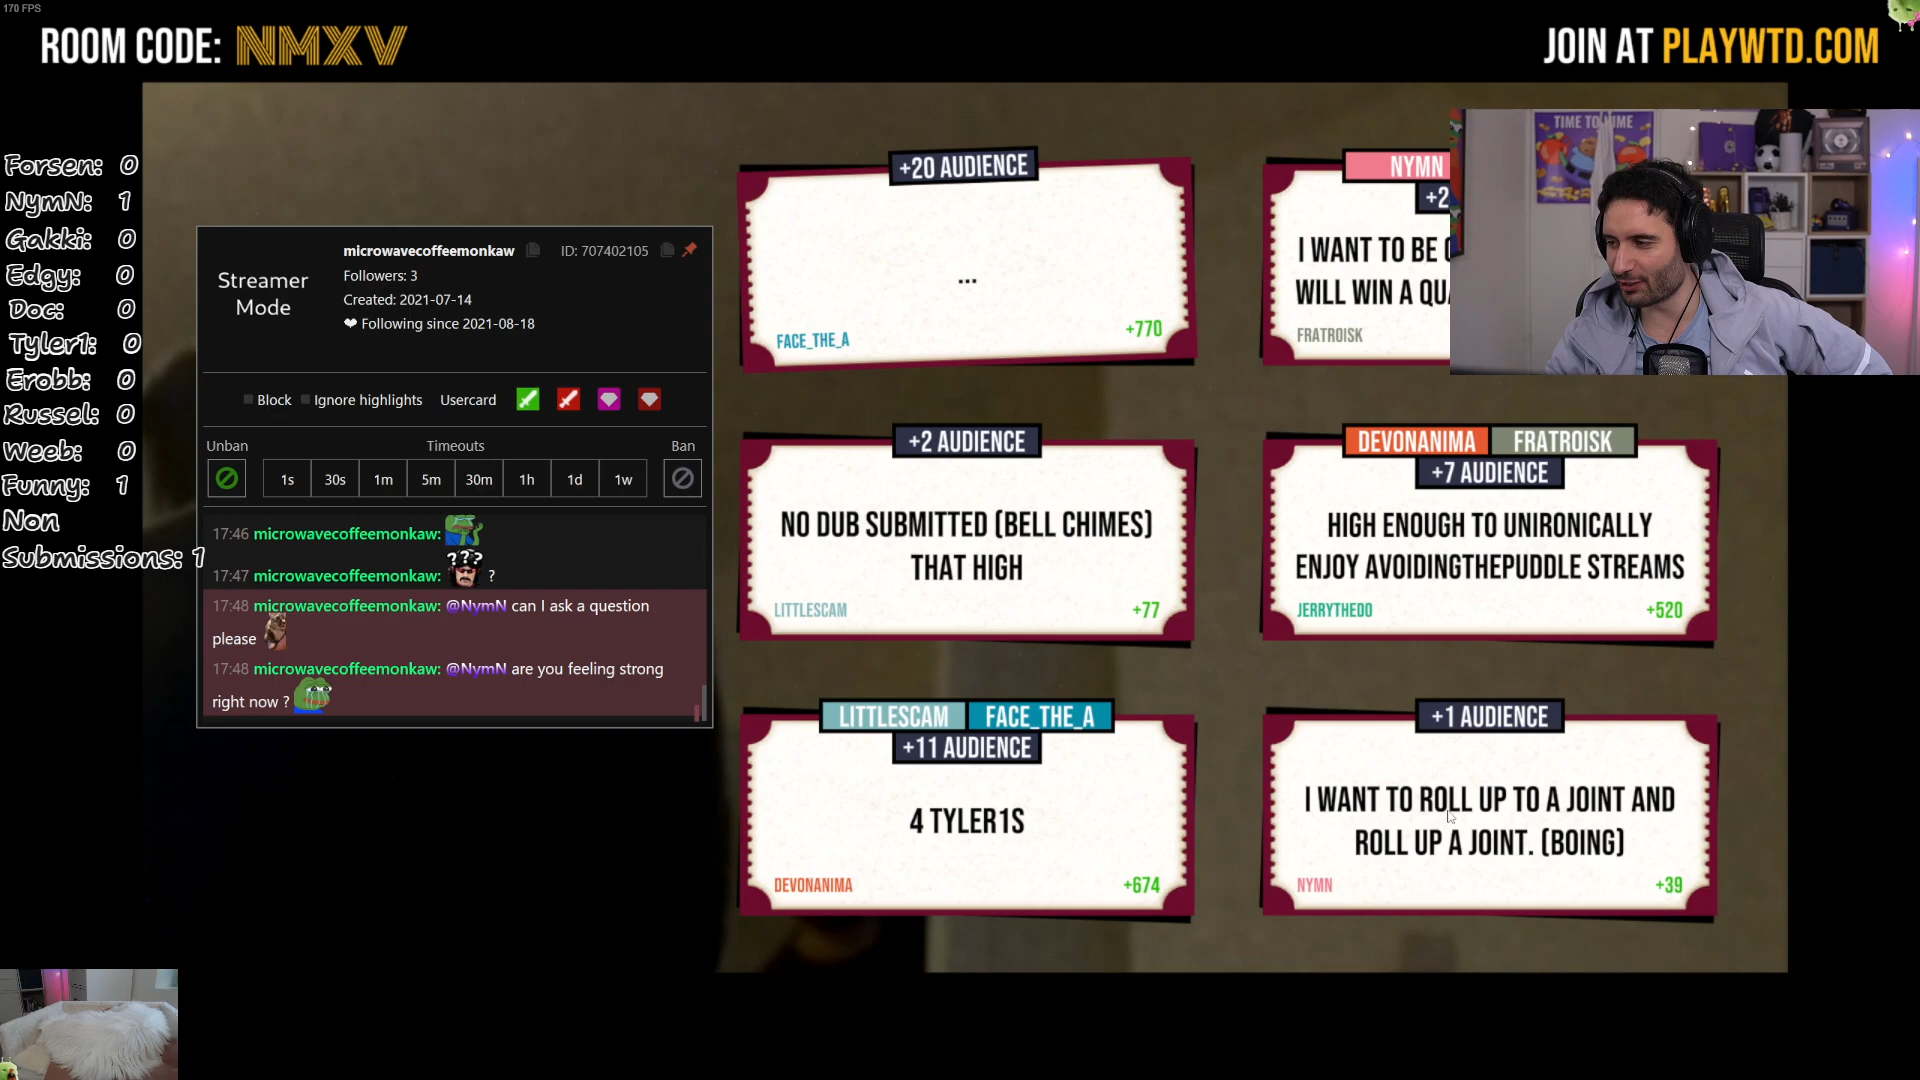 170 FPS
ROOM CODE: NMXV
JOIN AT PLAYWTD.COM
Forsen: 0
NymN: 1
Gakki: 0
Edgy: 0
Doc: 0
Tyler1: 0
Erobb: 0
Russel: 0
Weeb: 0
Funny: 1
Non
Submissions: 1
Streamer
Mode
microwavecoffeemonkaw ID: 707402105
Followers: 3
Created: 2021-07-14
❤ Following since 2021-08-18
Block Ignore highlights Usercard
Unban Timeouts Ban
1s 30s 1m 5m 30m 1h 1d 1w
17:46 microwavecoffeemonkaw:
???
17:47 microwavecoffeemonkaw: ?
17:48 microwavecoffeemonkaw: @NymN can I ask a question
please
17:48 microwavecoffeemonkaw: @NymN are you feeling strong
right now ?
+20 AUDIENCE
...
FACE_THE_A +770
NYMN
+2
I WANT TO BE
WILL WIN A
FRATROISK
TIME TO
+2 AUDIENCE
NO DUB SUBMITTED (BELL CHIMES)
THAT HIGH
LITTLESCAM +77
DEVONANIMA FRATROISK
+7 AUDIENCE
HIGH ENOUGH TO UNIRONICALLY
ENJOY AVOIDINGTHEPUDDLE STREAMS
JERRYTHEDO +520
LITTLESCAM FACE_THE_A
+11 AUDIENCE
4 TYLER1S
DEVONANIMA +674
+1 AUDIENCE
I WANT TO ROLL UP TO A JOINT AND
ROLL UP A JOINT. (BOING)
NYMN +39